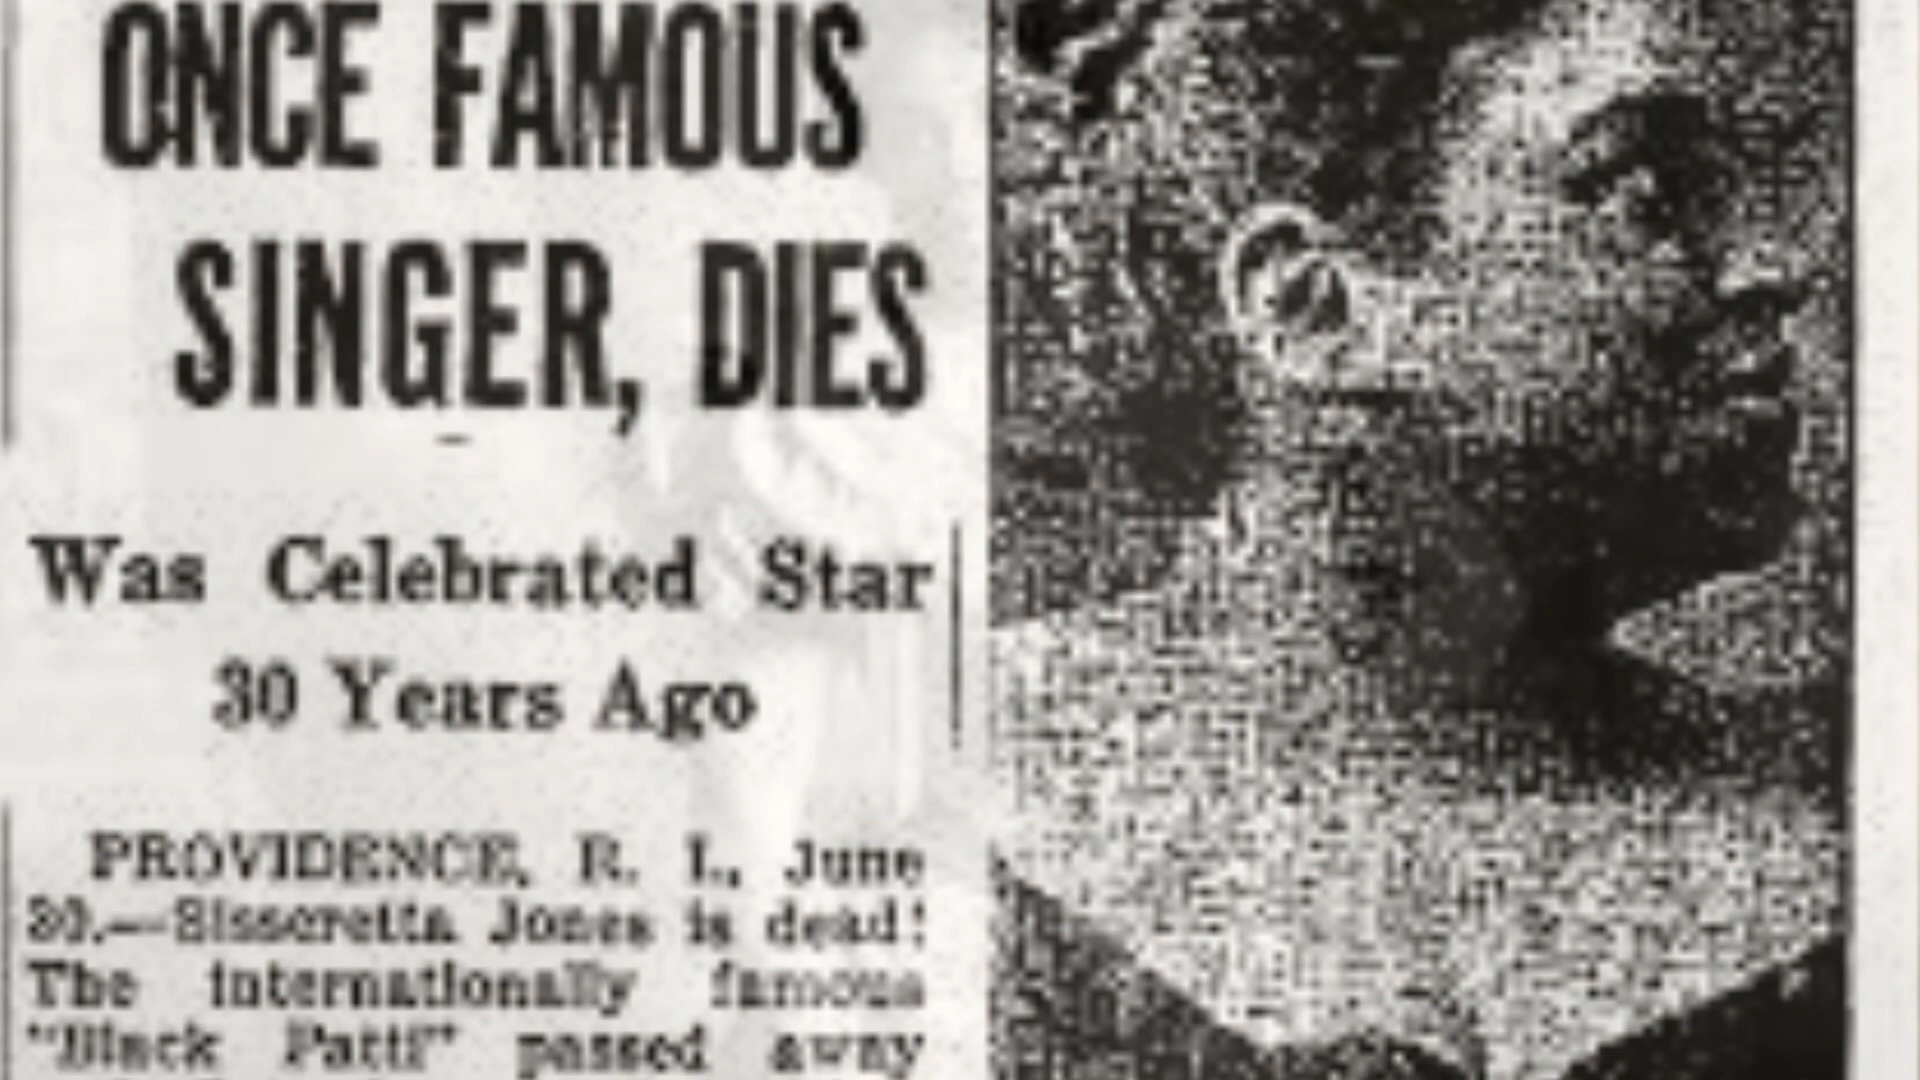 ONCE FAMOUS
SINGER, DIES
Was Celebrated Star
30 Years Ago
PROVIDENCE, R. I., June
30.—Sisseretta Jones is dead!
The internationally famous
"Black Patti" passed away